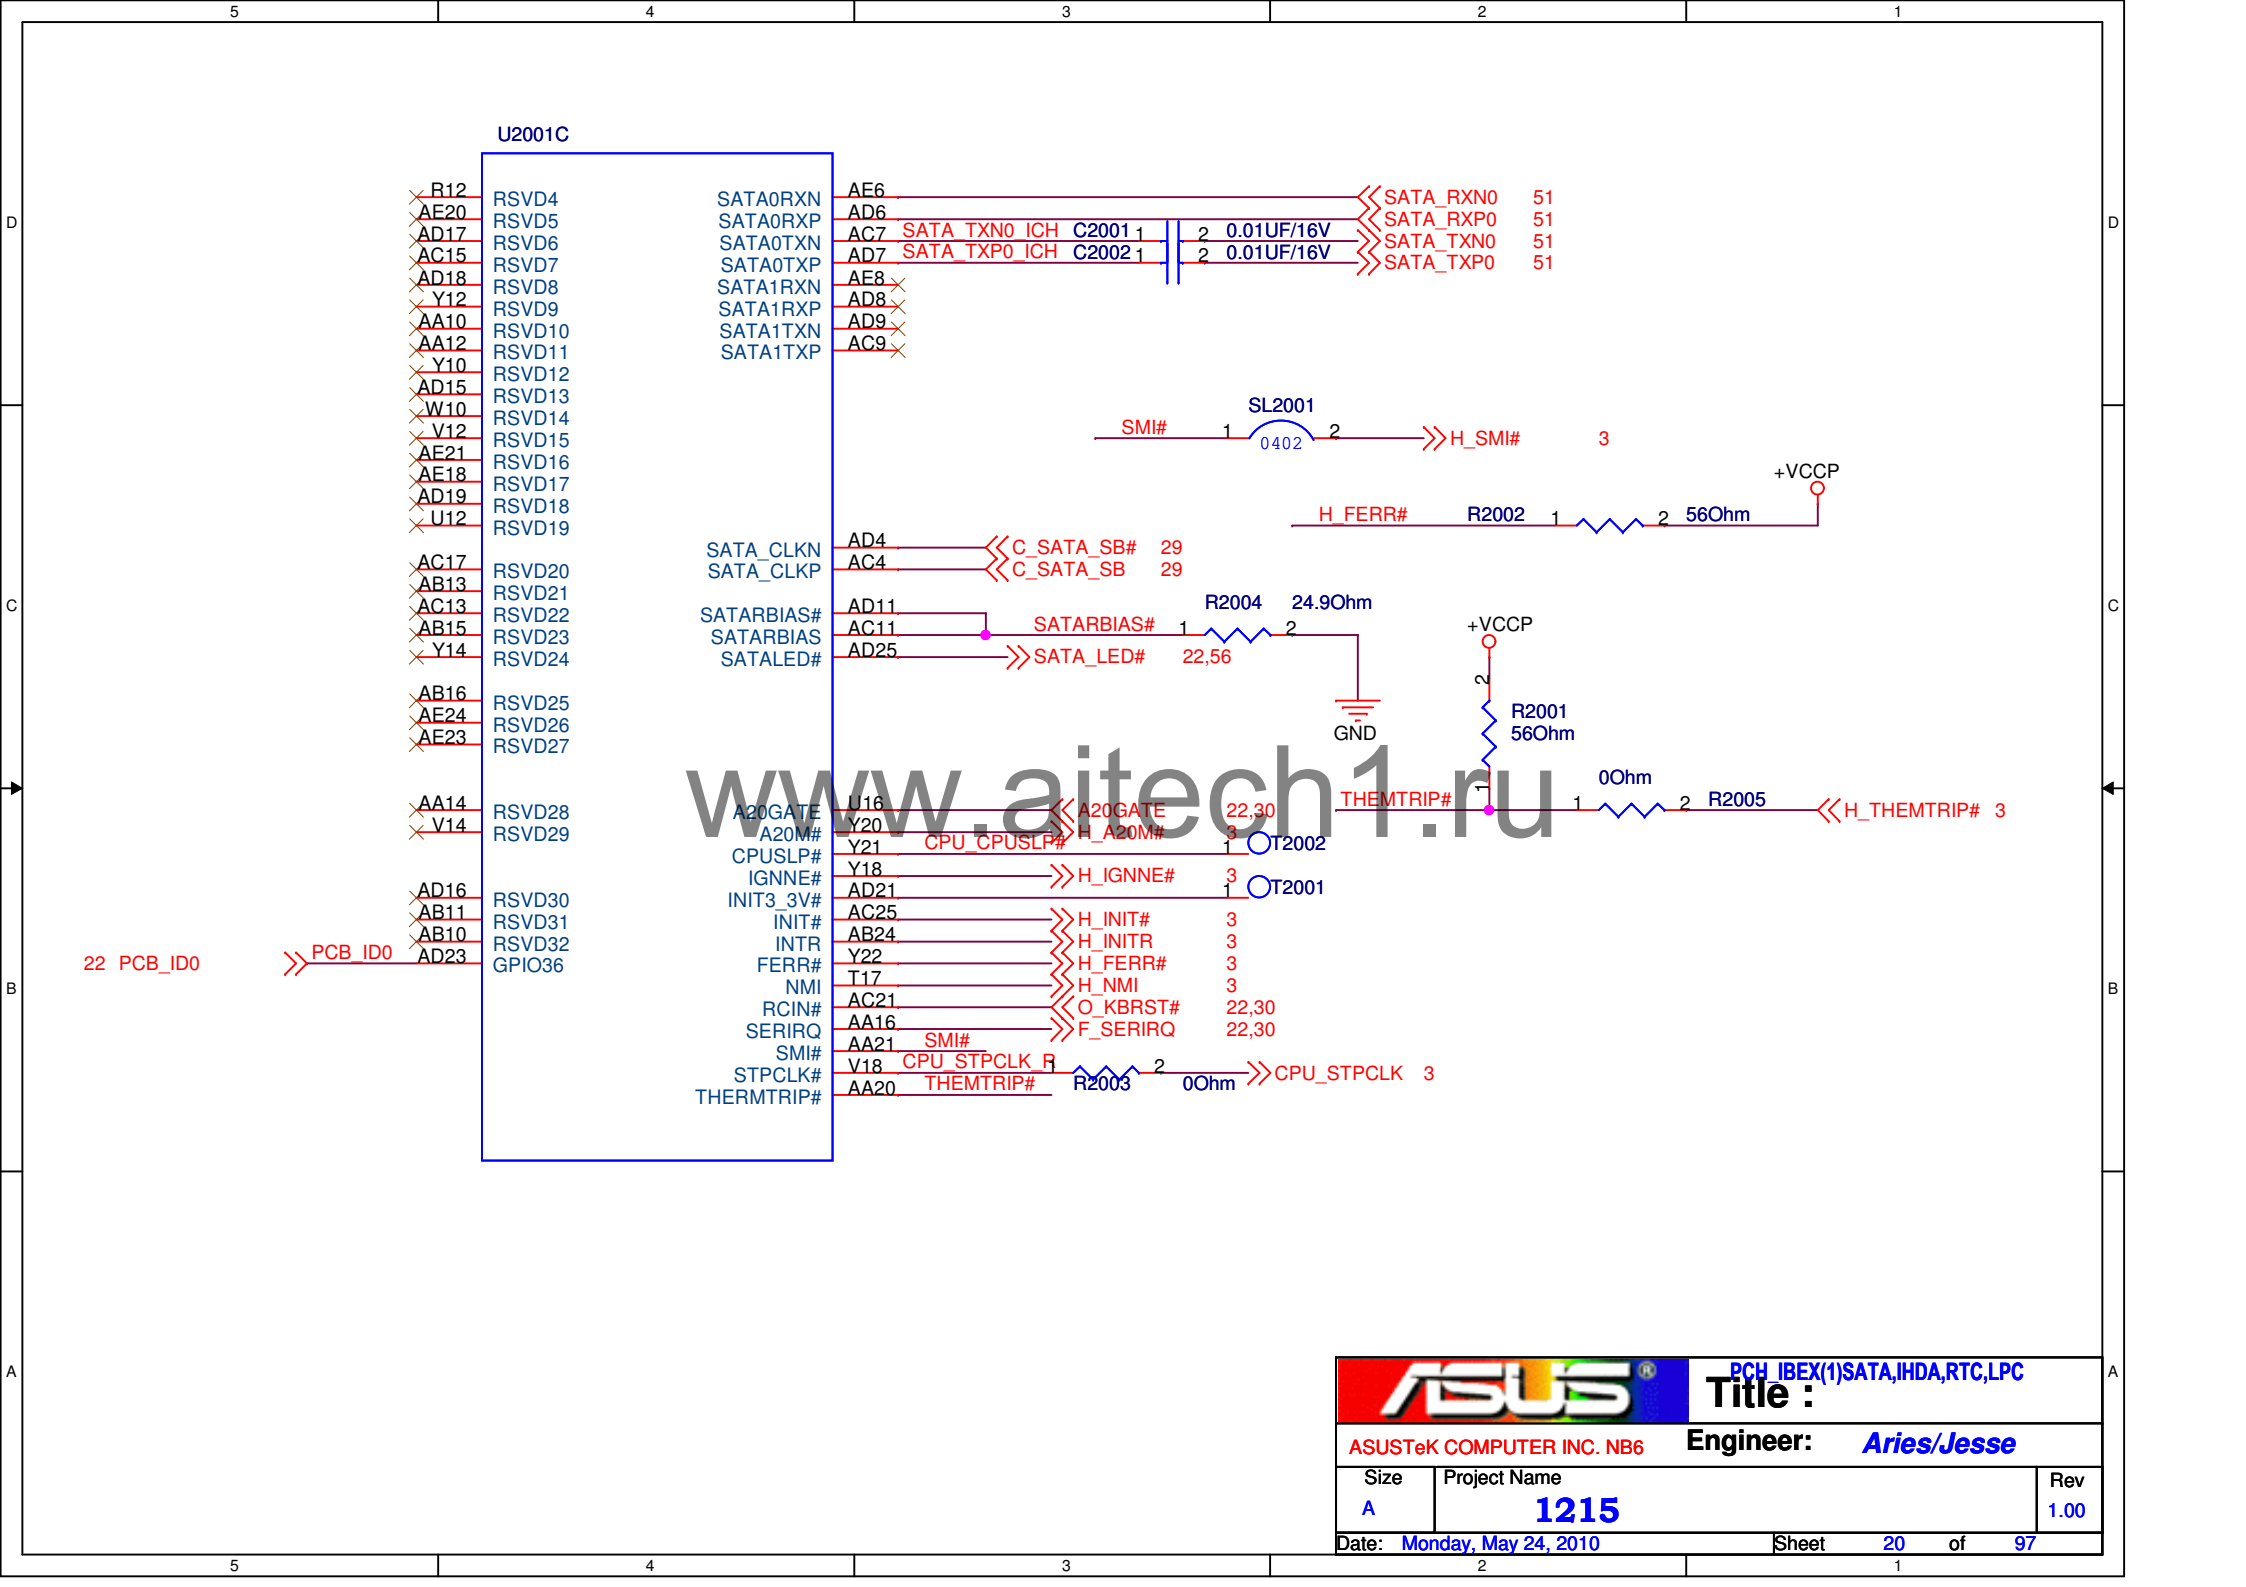 5 4 3 2 1
D D
C C
B B
A A
U2001C
R12 RSVD4
AE20 RSVD5
AD17 RSVD6
AC15 RSVD7
AD18 RSVD8
Y12 RSVD9
AA10 RSVD10
AA12 RSVD11
Y10 RSVD12
AD15 RSVD13
W10 RSVD14
V12 RSVD15
AE21 RSVD16
AE18 RSVD17
AD19 RSVD18
U12 RSVD19
AC17 RSVD20
AB13 RSVD21
AC13 RSVD22
AB15 RSVD23
Y14 RSVD24
AB16 RSVD25
AE24 RSVD26
AE23 RSVD27
AA14 RSVD28
V14 RSVD29
AD16 RSVD30
AB11 RSVD31
AB10 RSVD32
22 PCB_ID0 PCB_ID0 AD23 GPIO36
SATA0RXN AE6 SATA_RXN0 51
SATA0RXP AD6 SATA_RXP0 51
SATA0TXN AC7 SATA_TXN0_ICH C2001 1 2 0.01UF/16V SATA_TXN0 51
SATA0TXP AD7 SATA_TXP0_ICH C2002 1 2 0.01UF/16V SATA_TXP0 51
SATA1RXN AE8
SATA1RXP AD8
SATA1TXN AD9
SATA1TXP AC9
SL2001
SMI# 1 0402 2 H_SMI# 3
+VCCP
H_FERR# R2002 1 2 56Ohm
SATA_CLKN AD4 C_SATA_SB# 29
SATA_CLKP AC4 C_SATA_SB 29
SATARBIAS# AD11 R2004 24.9Ohm
SATARBIAS AC11 SATARBIAS# 1 2
SATALED# AD25 SATA_LED# 22,56
GND
+VCCP
2
R2001
56Ohm
1
THEMTRIP# 1 0Ohm 2 R2005 H_THEMTRIP# 3
www.aitech1.ru
A20GATE U16 A20GATE 22,30
A20M# Y20 H_A20M# 3
CPUSLP# Y21 CPU_CPUSLP# 1 T2002
IGNNE# Y18 H_IGNNE# 3
INIT3_3V# AD21 1 T2001
INIT# AC25 H_INIT# 3
INTR AB24 H_INITR 3
FERR# Y22 H_FERR# 3
NMI T17 H_NMI 3
RCIN# AC21 O_KBRST# 22,30
SERIRQ AA16 F_SERIRQ 22,30
SMI# AA21 SMI#
STPCLK# V18 CPU_STPCLK_R 1 R2003 2 0Ohm CPU_STPCLK 3
THERMTRIP# AA20 THEMTRIP#
ASUS ®
Title : PCH_IBEX(1)SATA,IHDA,RTC,LPC
ASUSTeK COMPUTER INC. NB6
Engineer: Aries/Jesse
Size A
Project Name 1215
Rev 1.00
Date: Monday, May 24, 2010
Sheet 20 of 97
5 4 3 2 1